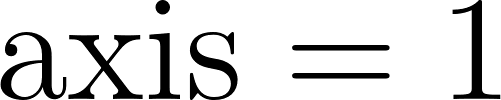 axis = 1